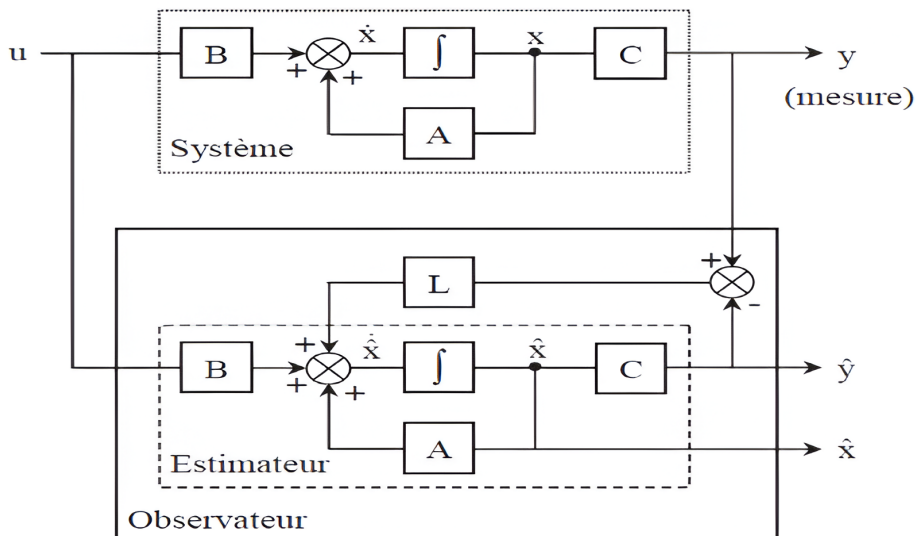 u
B
+
+
ẋ
∫
x
C
y
(mesure)
A
Système
+
-
L
+
B
+
+
x̂̇
∫
x̂
C
ŷ
A
x̂
Estimateur
Observateur